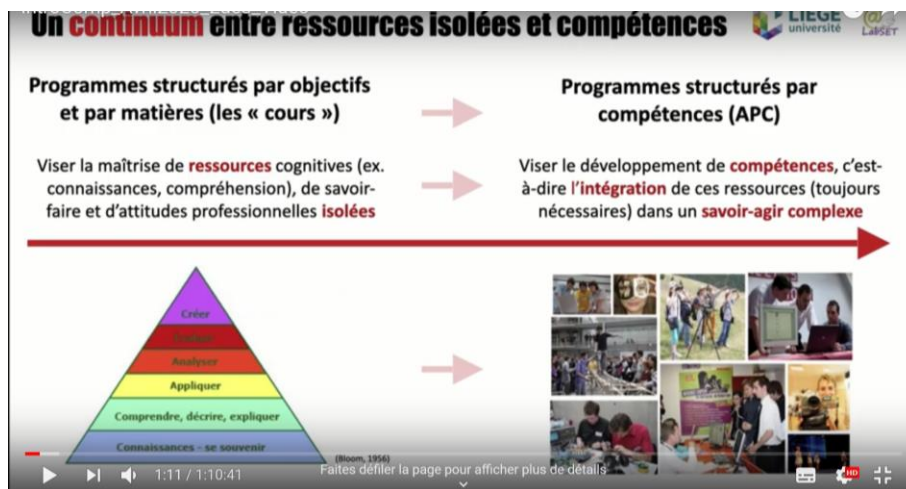 Un continuum entre ressources isolées et compétences
LIEGE
université
LabSET
Programmes structurés par objectifs
et par matières (les « cours »)
Programmes structurés par
compétences (APC)
Viser la maîtrise de ressources cognitives (ex.
connaissances, compréhension), de savoir-
faire et d'attitudes professionnelles isolées
Viser le développement de compétences, c'est-
à-dire l'intégration de ces ressources (toujours
nécessaires) dans un savoir-agir complexe
Créer
Analyser
Appliquer
Comprendre, décrire, expliquer
Connaissances - se souvenir
(Bloom, 1956)
1:11 / 1:10:41
Faites défiler la page pour afficher plus de détails
HD